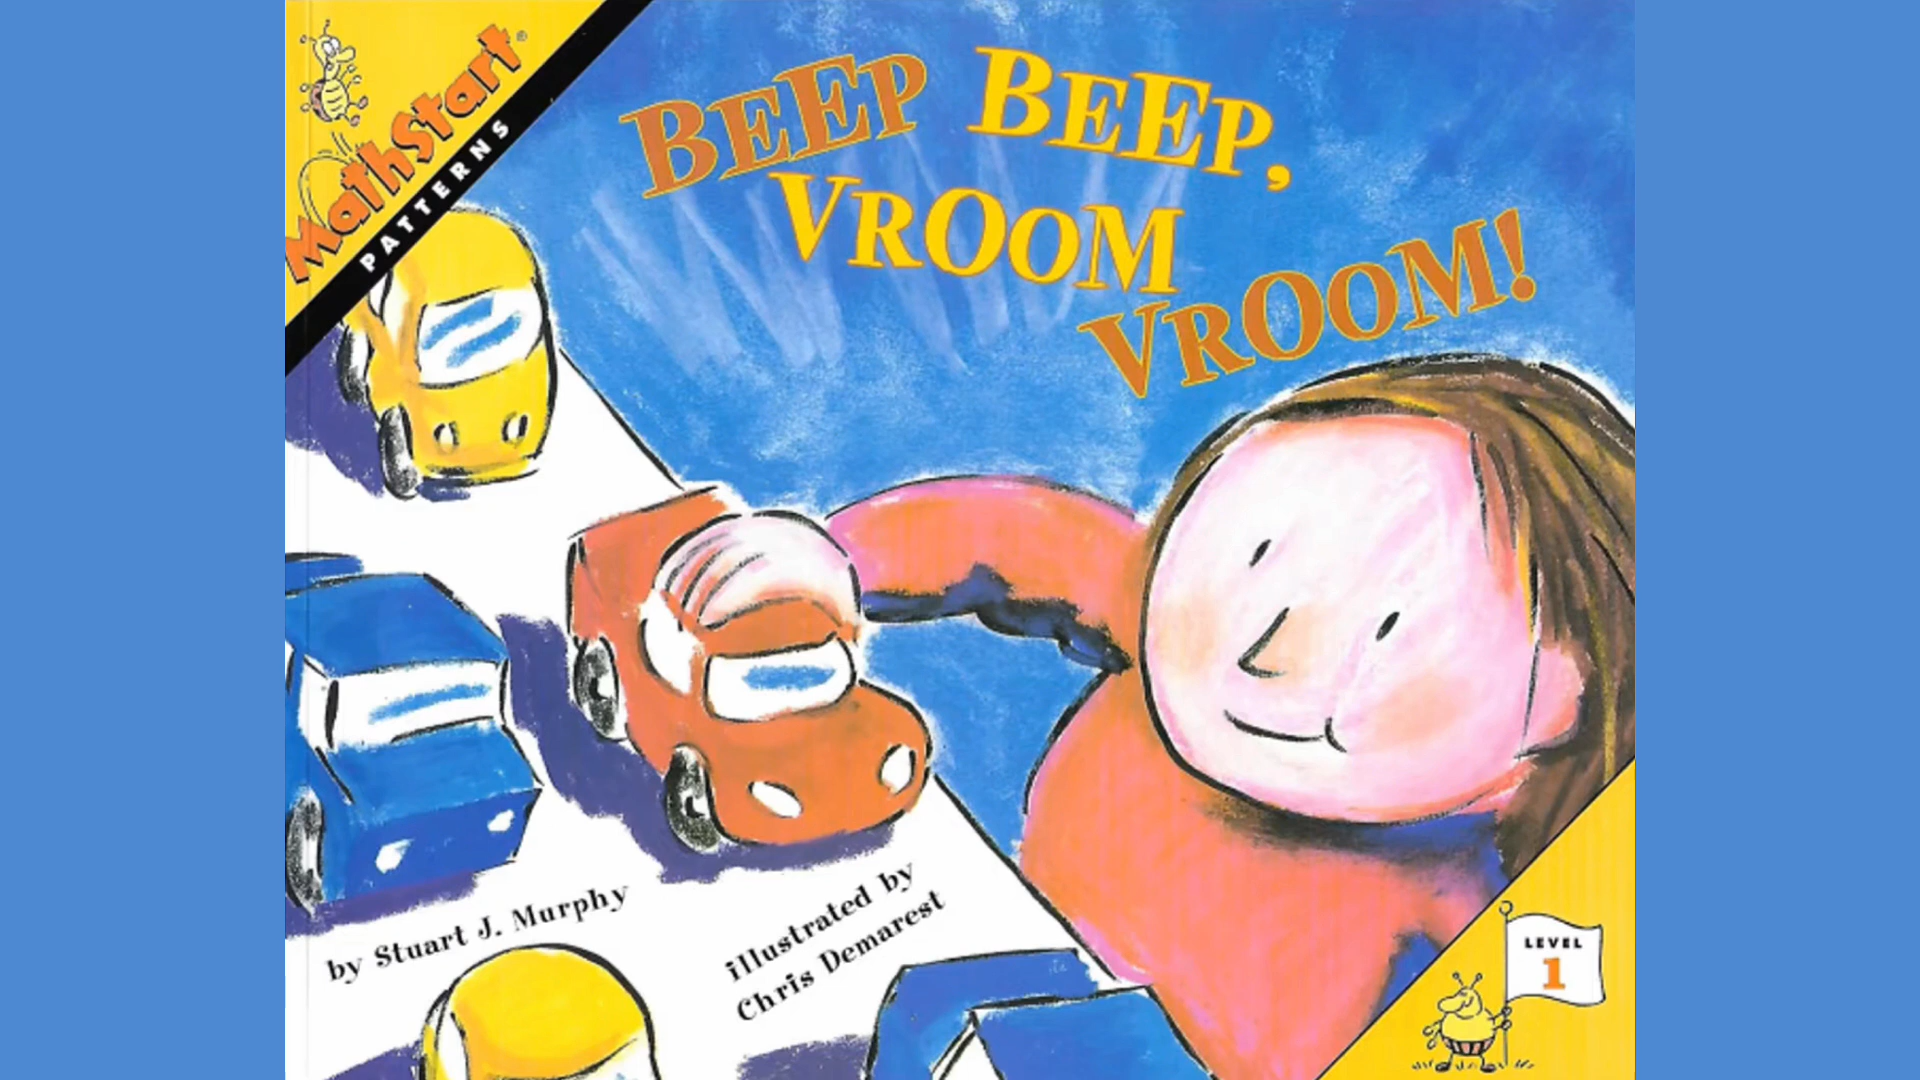 MathStart®
PATTERNS
BEEP BEEP,
VROOM
VROOM!
by Stuart J. Murphy
illustrated by
Chris Demarest
LEVEL
1